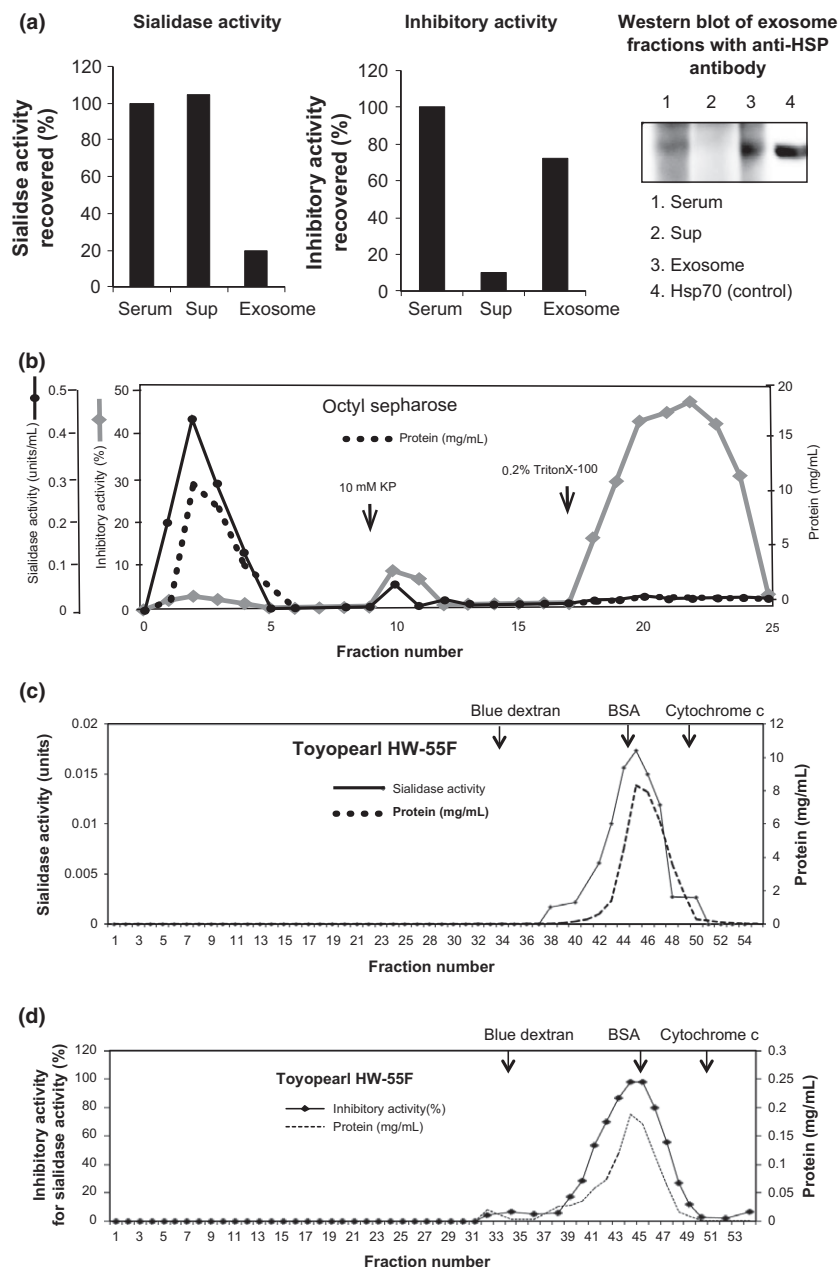 (a)
Sialidase activity
Sialidse activity
recovered (%)
120
100
80
60
40
20
0
Serum Sup Exosome
Inhibitory activity
Inhibitory activity
recovered (%)
120
100
80
60
40
20
0
Serum Sup Exosome
Western blot of exosome
fractions with anti-HSP
antibody
1 2 3 4
1. Serum
2. Sup
3. Exosome
4. Hsp70 (control)
(b)
Sialidase activity (units/mL)
0.5
0.4
0.3
0.2
0.1
0
Inhibitory activity (%)
50
40
30
20
10
0
Octyl sepharose
Protein (mg/mL)
10 mM KP
0.2% TritonX-100
20
15
10
5
0
Protein (mg/mL)
0 5 10 15 20 25
Fraction number
(c)
Blue dextran BSA Cytochrome c
Toyopearl HW-55F
Sialidase activity
Protein (mg/mL)
Sialidase activity (units)
0.02
0.015
0.01
0.005
0
12
10
8
6
4
2
0
Protein (mg/mL)
1 3 5 7 9 11 13 15 17 19 21 23 25 27 29 30 32 34 36 38 40 42 44 46 48 50 52 54
Fraction number
(d)
Blue dextran BSA Cytochrome c
Toyopearl HW-55F
Inhibitory activity(%)
Protein (mg/mL)
Inhibitory activity
for sialidase activity (%)
120
100
80
60
40
20
0
0.3
0.25
0.2
0.15
0.1
0.05
0
Protein (mg/mL)
1 3 5 7 9 11 13 15 17 19 21 23 25 27 29 31 33 35 37 39 41 43 45 47 49 51 53
Fraction number